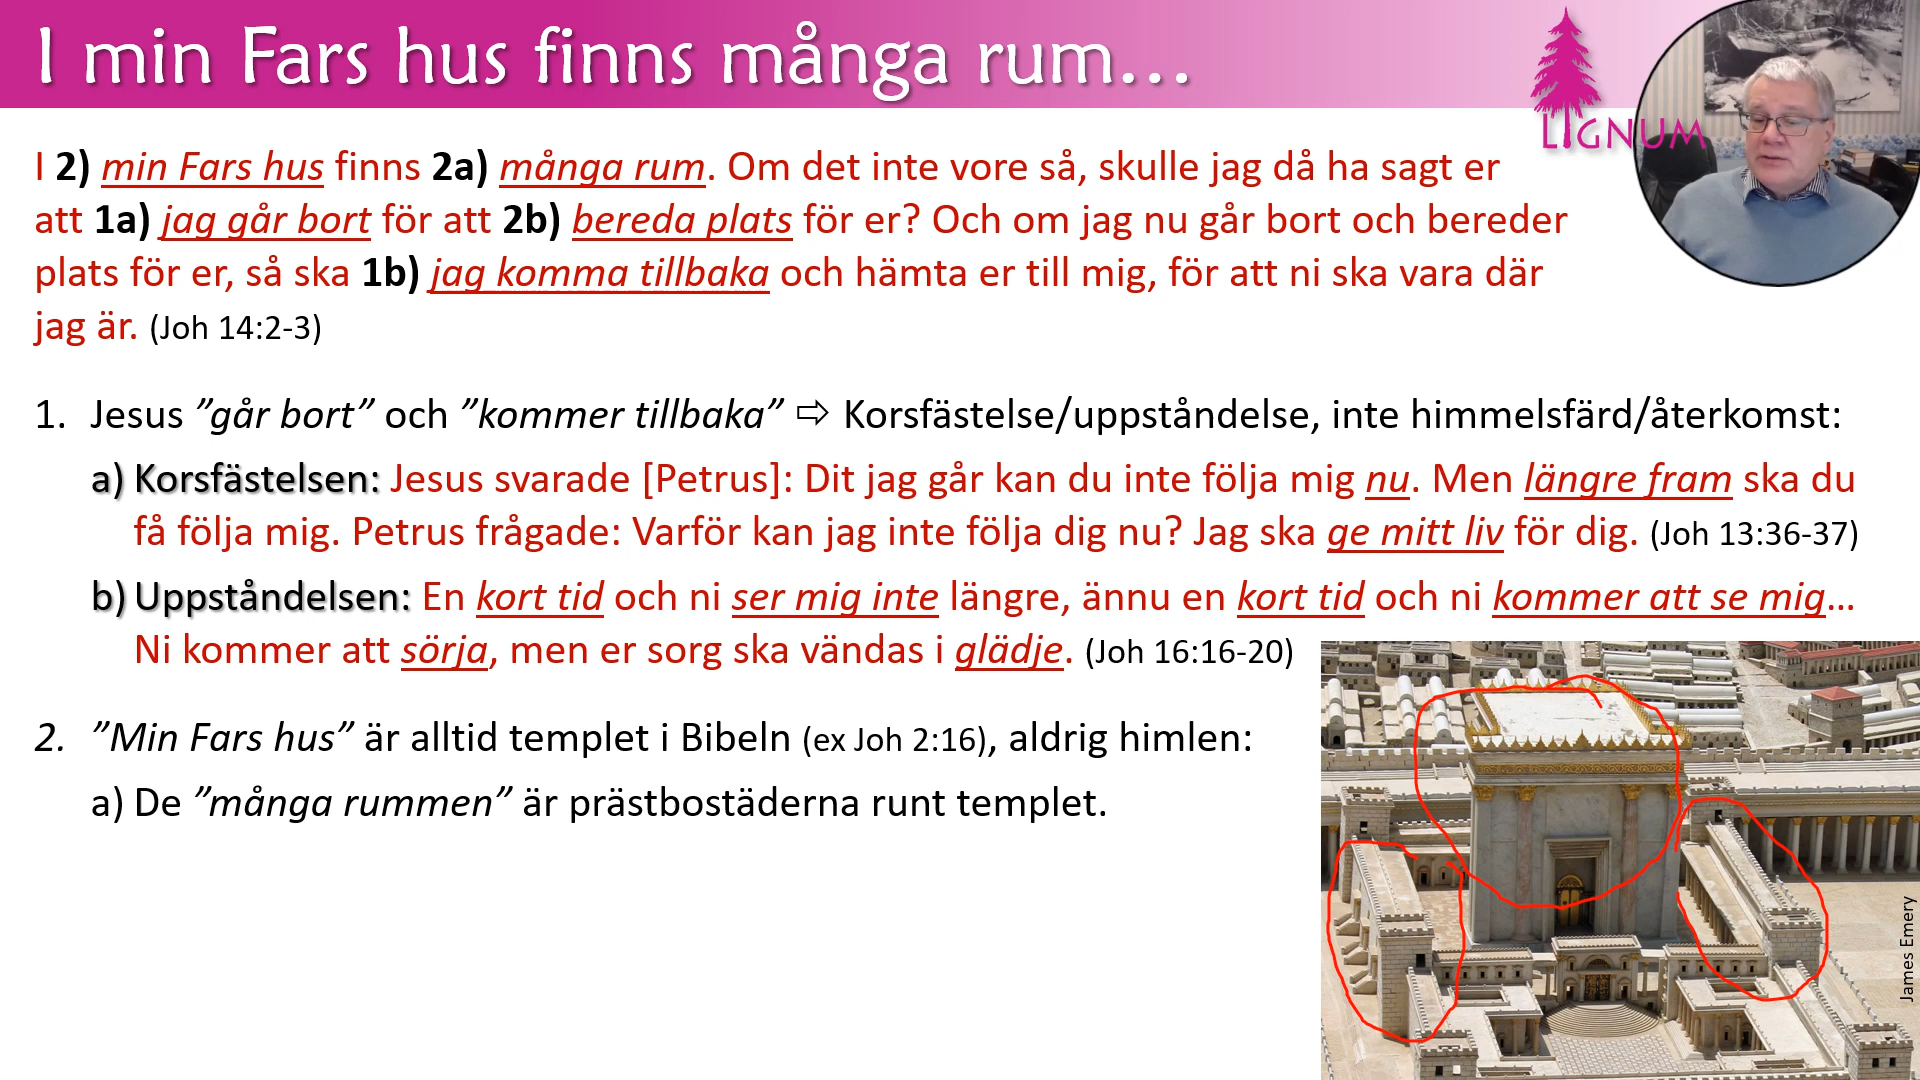 I min Fars hus finns många rum…
LIGNUM
I 2) min Fars hus finns 2a) många rum. Om det inte vore så, skulle jag då ha sagt er
att 1a) jag går bort för att 2b) bereda plats för er? Och om jag nu går bort och bereder
plats för er, så ska 1b) jag komma tillbaka och hämta er till mig, för att ni ska vara där
jag är. (Joh 14:2-3)
1. Jesus ”går bort” och ”kommer tillbaka” ⇨ Korsfästelse/uppståndelse, inte himmelsfärd/återkomst:
a) Korsfästelsen: Jesus svarade [Petrus]: Dit jag går kan du inte följa mig nu. Men längre fram ska du
få följa mig. Petrus frågade: Varför kan jag inte följa dig nu? Jag ska ge mitt liv för dig. (Joh 13:36-37)
b) Uppståndelsen: En kort tid och ni ser mig inte längre, ännu en kort tid och ni kommer att se mig…
Ni kommer att sörja, men er sorg ska vändas i glädje. (Joh 16:16-20)
2. ”Min Fars hus” är alltid templet i Bibeln (ex Joh 2:16), aldrig himlen:
a) De ”många rummen” är prästbostäderna runt templet.
James Emery